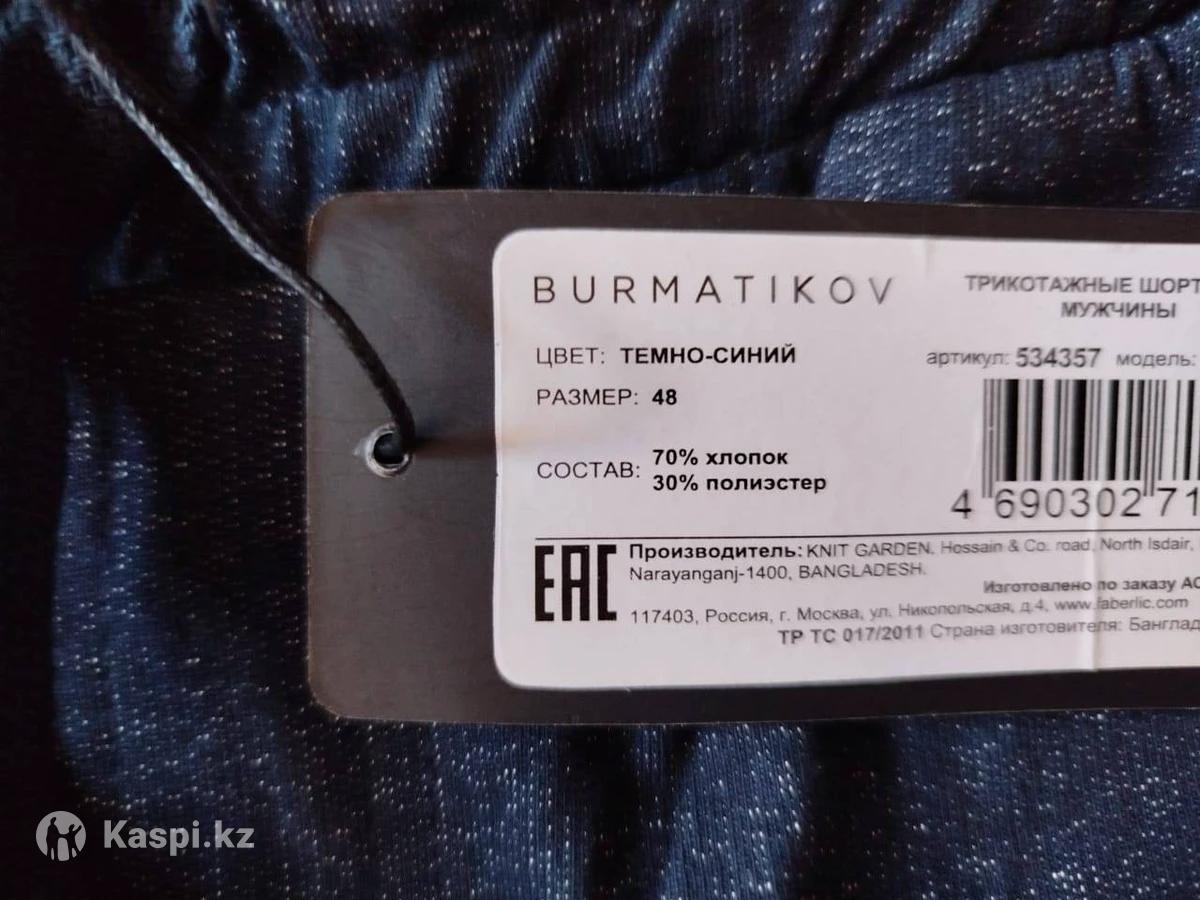 BURMATIKOV
ТРИКОТАЖНЫЕ ШОРТ
МУЖЧИНЫ
ЦВЕТ: ТЕМНО-СИНИЙ
артикул: 534357 модель:
РАЗМЕР: 48
СОСТАВ: 70% хлопок
30% полиэстер
4 690302 71
EAC
Производитель: KNIT GARDEN. Hossain & Co. road, North Isdair,
Narayanganj-1400, BANGLADESH.
Изготовлено по заказу АО
117403, Россия, г. Москва, ул. Никопольская, д.4, www.faberlic.com
ТР ТС 017/2011 Страна изготовителя: Банглад
Kaspi.kz